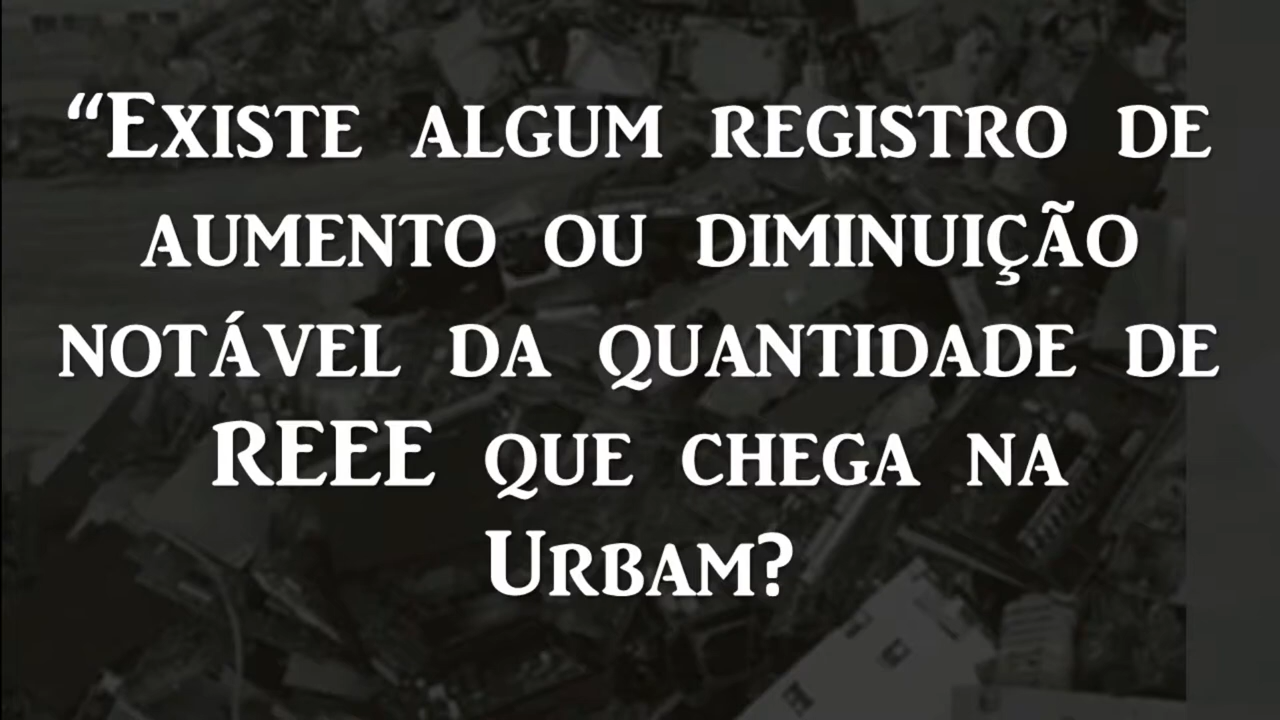 “Existe algum registro de
aumento ou diminuição
notável da quantidade de
REEE que chega na
Urbam?